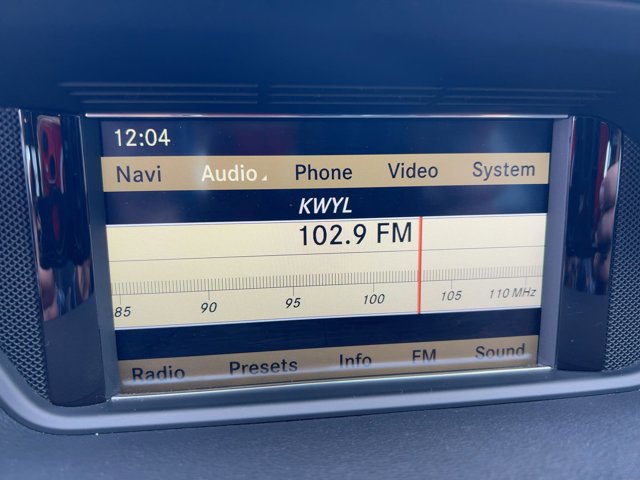 12:04
Navi Audio Phone Video System
KWYL
102.9 FM
85 90 95 100 105 110 MHz
Radio Presets Info FM Sound